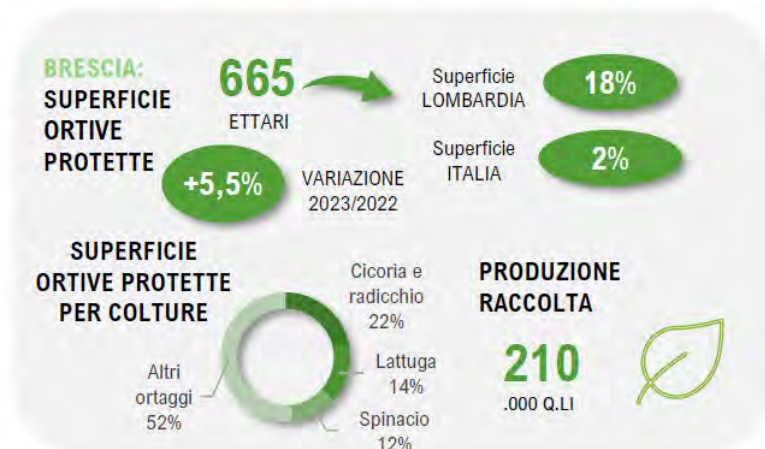 BRESCIA:
SUPERFICIE
ORTIVE
PROTETTE
665
ETTARI
Superficie
LOMBARDIA
18%
Superficie
ITALIA
2%
+5,5%
VARIAZIONE
2023/2022
SUPERFICIE
ORTIVE PROTETTE
PER COLTURE
Cicoria e
radicchio
22%
Lattuga
14%
Spinacio
12%
Altri
ortaggi
52%
PRODUZIONE
RACCOLTA
210
.000 Q.LI